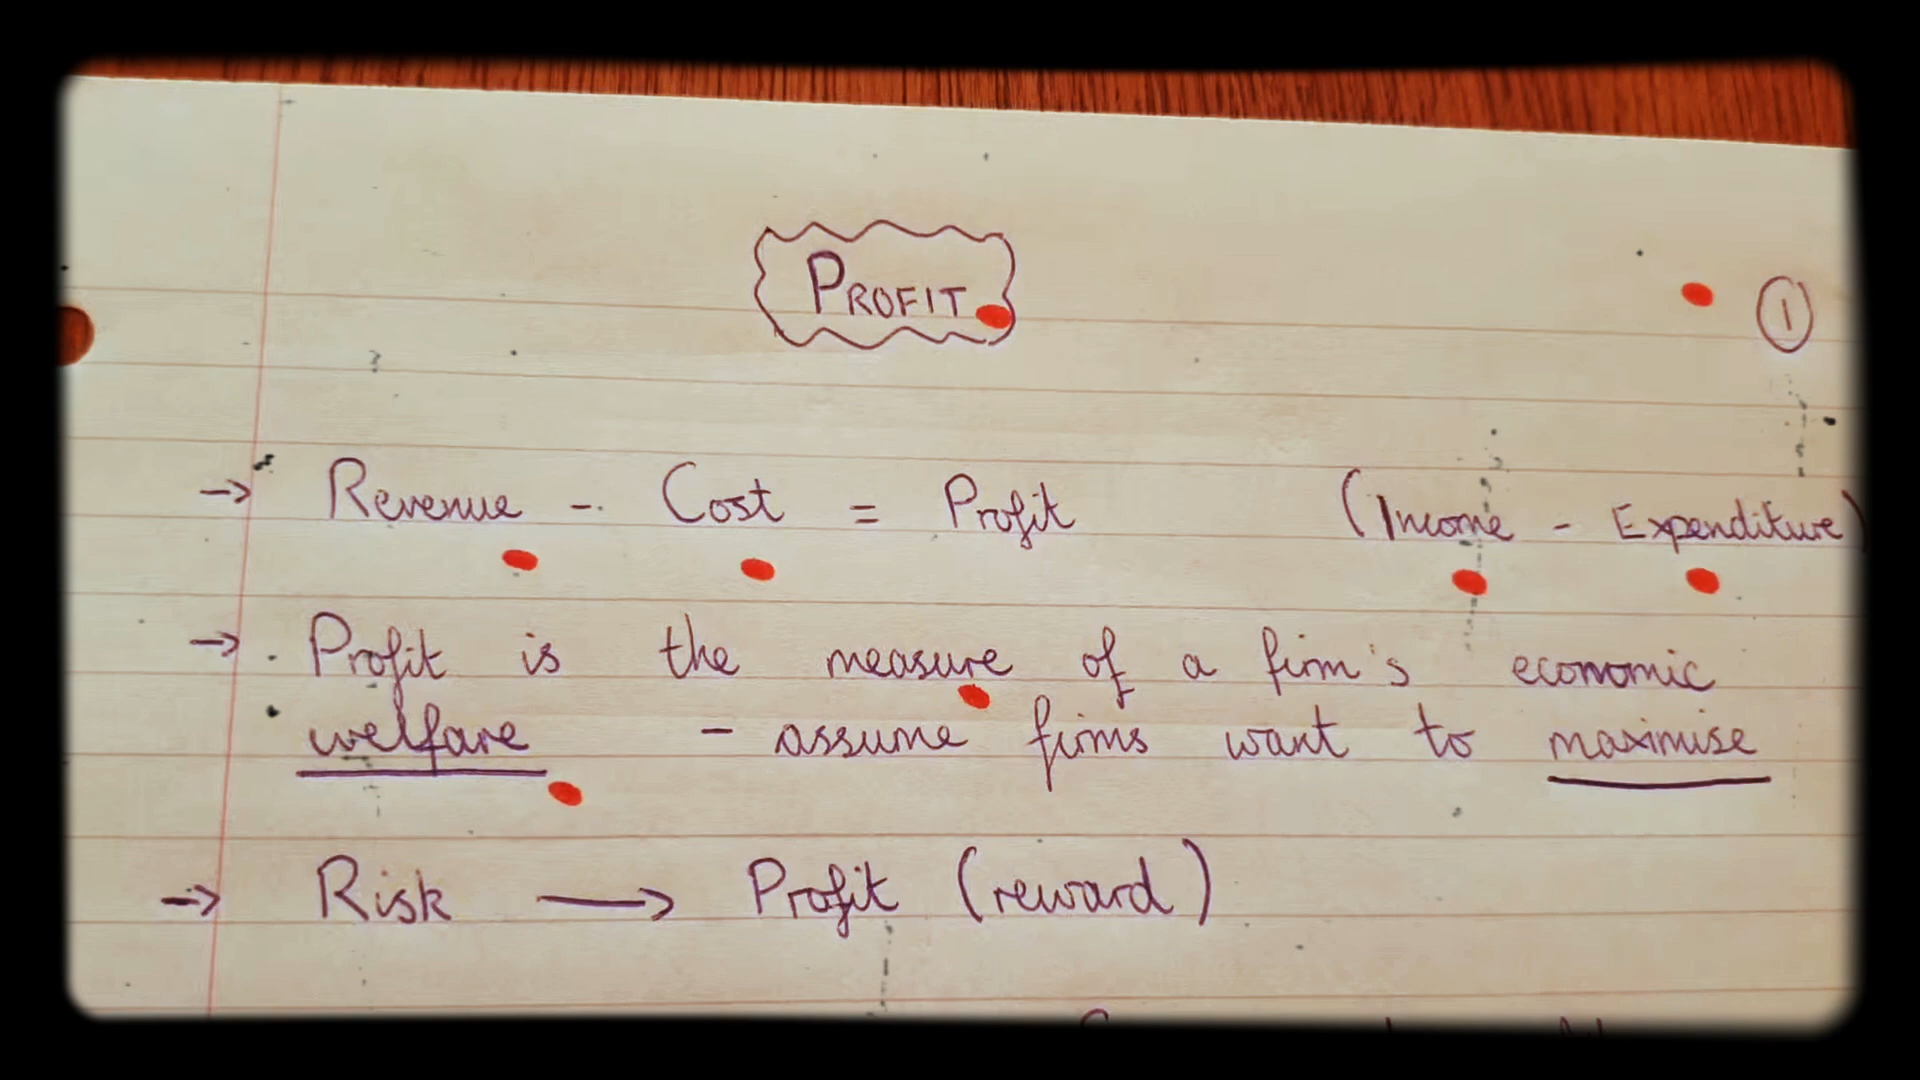 PROFIT
1
→ Revenue - Cost = Profit (Income - Expenditure)
→ Profit is the measure of a firm's economic
welfare - assume firms want to maximise
→ Risk → Profit (reward)